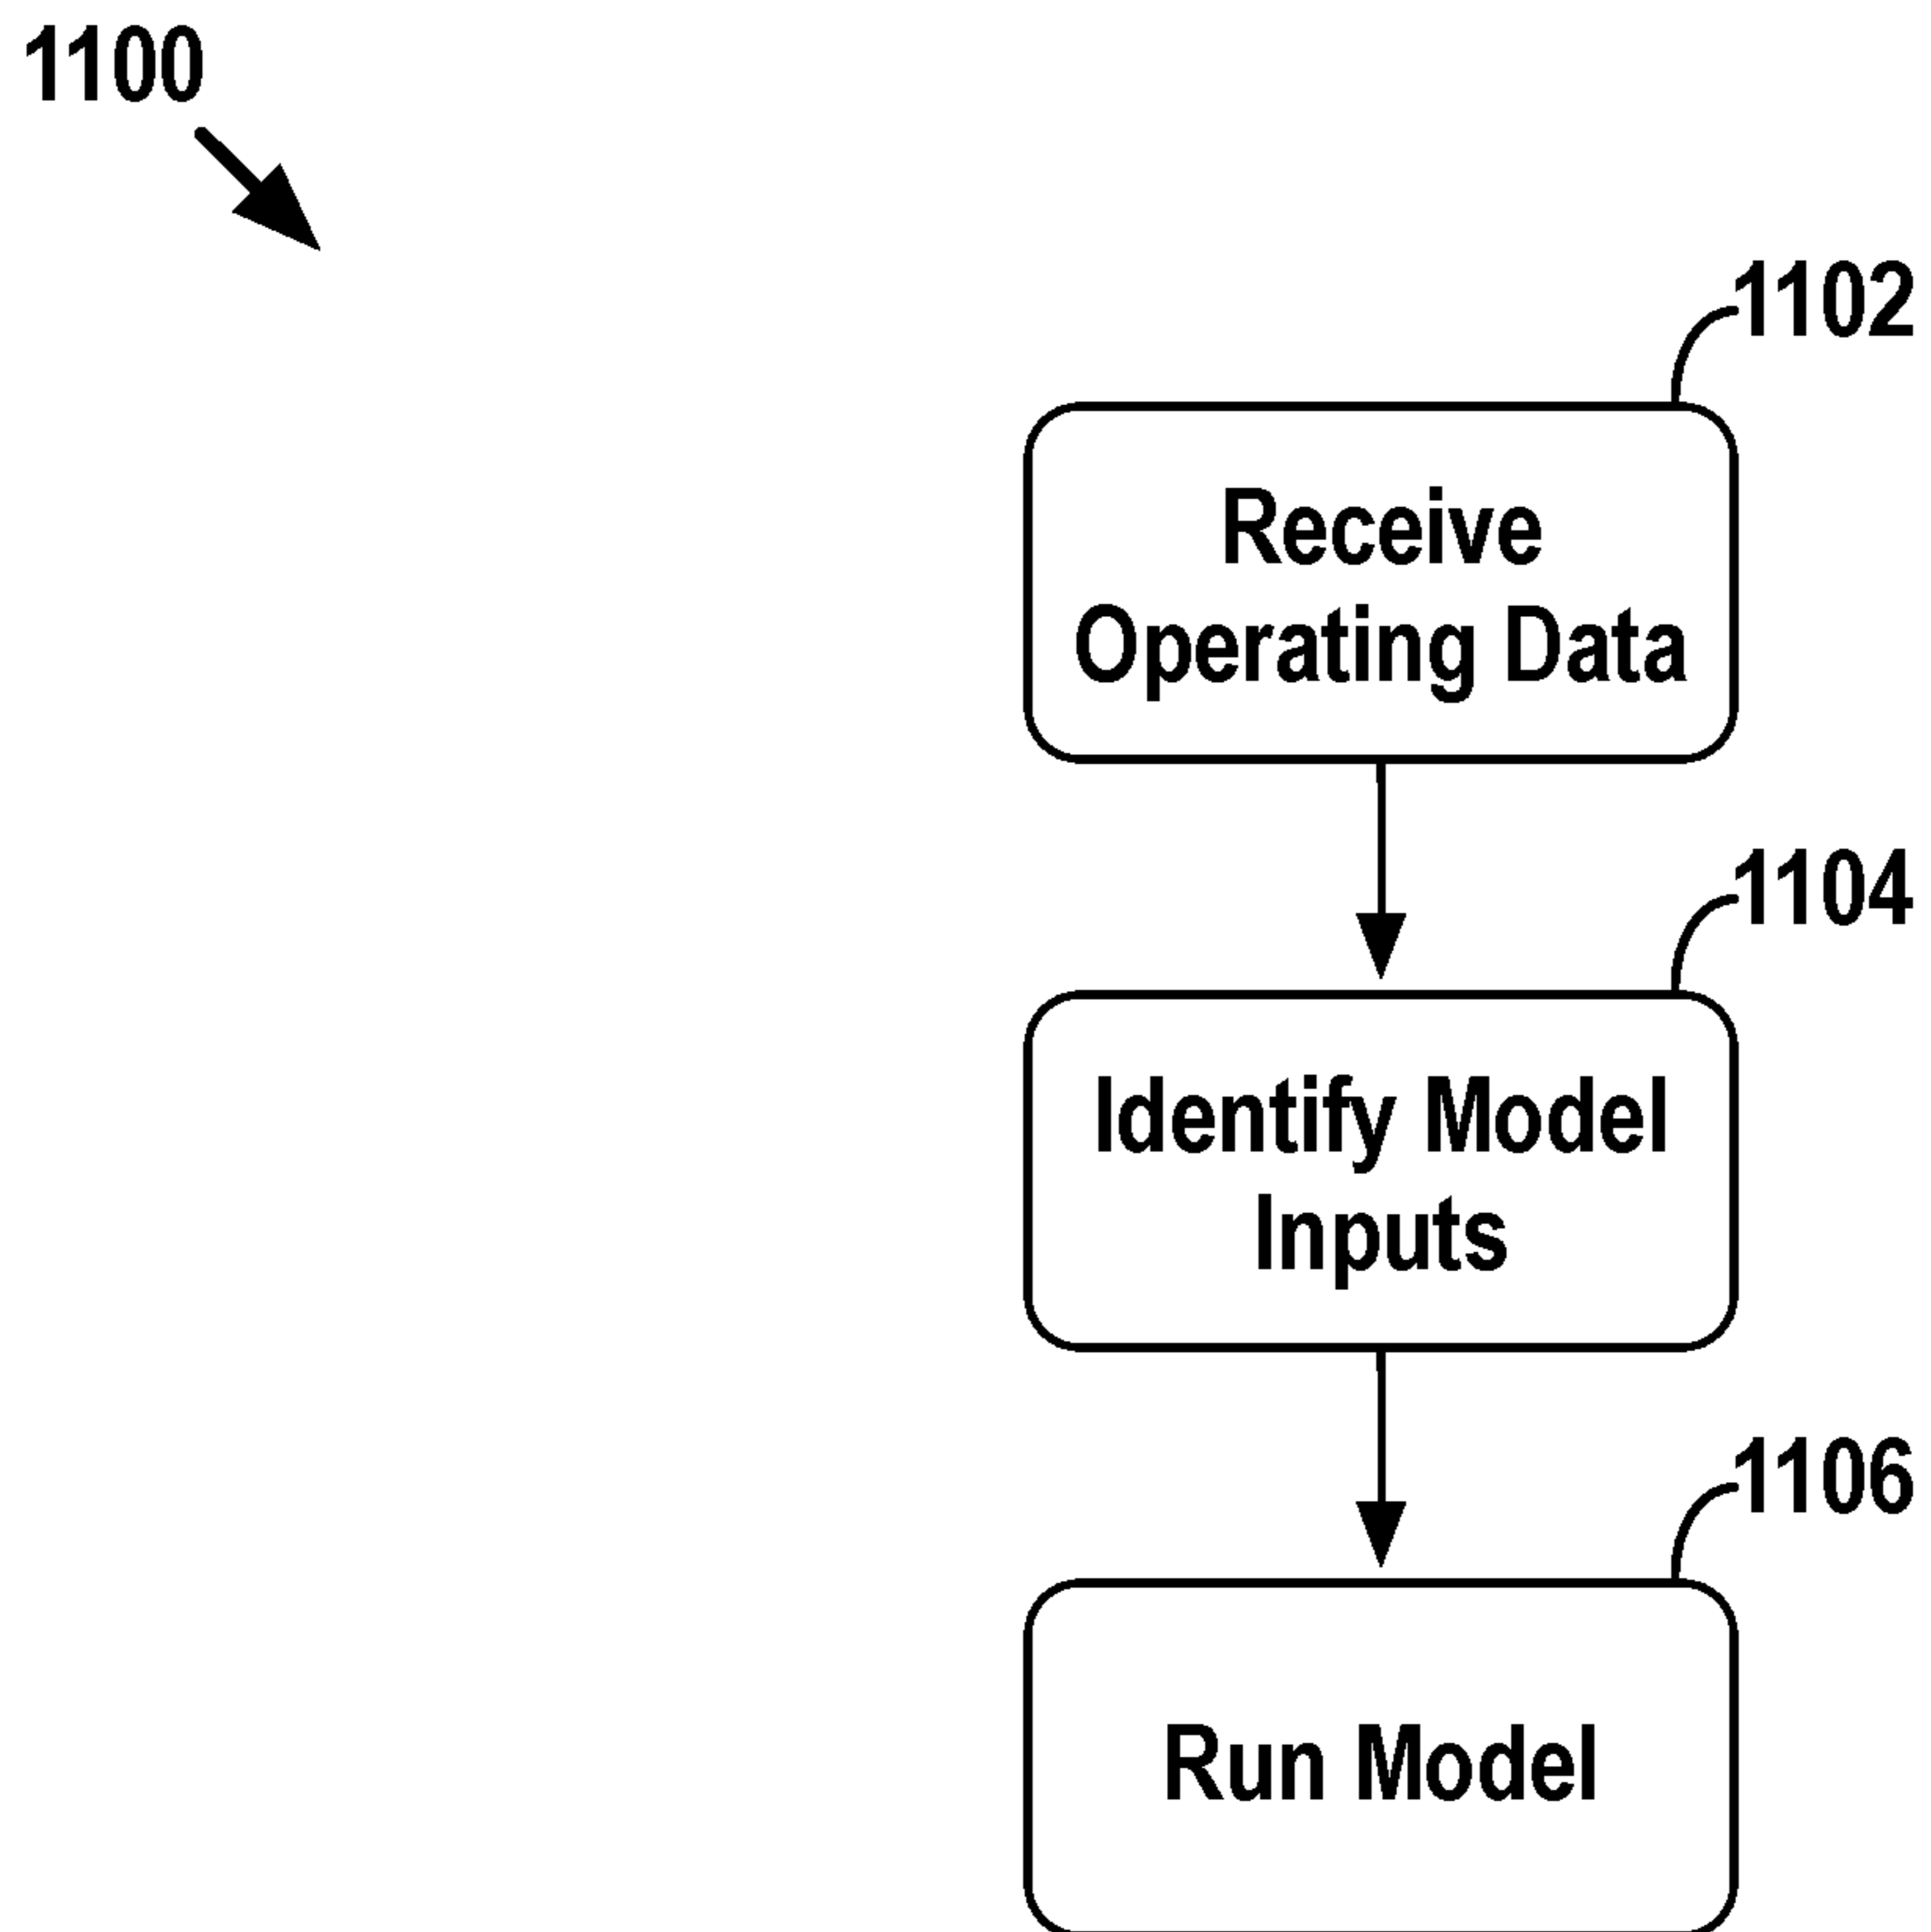 1100
1102
Receive
Operating Data
1104
Identify Model
Inputs
1106
Run Model